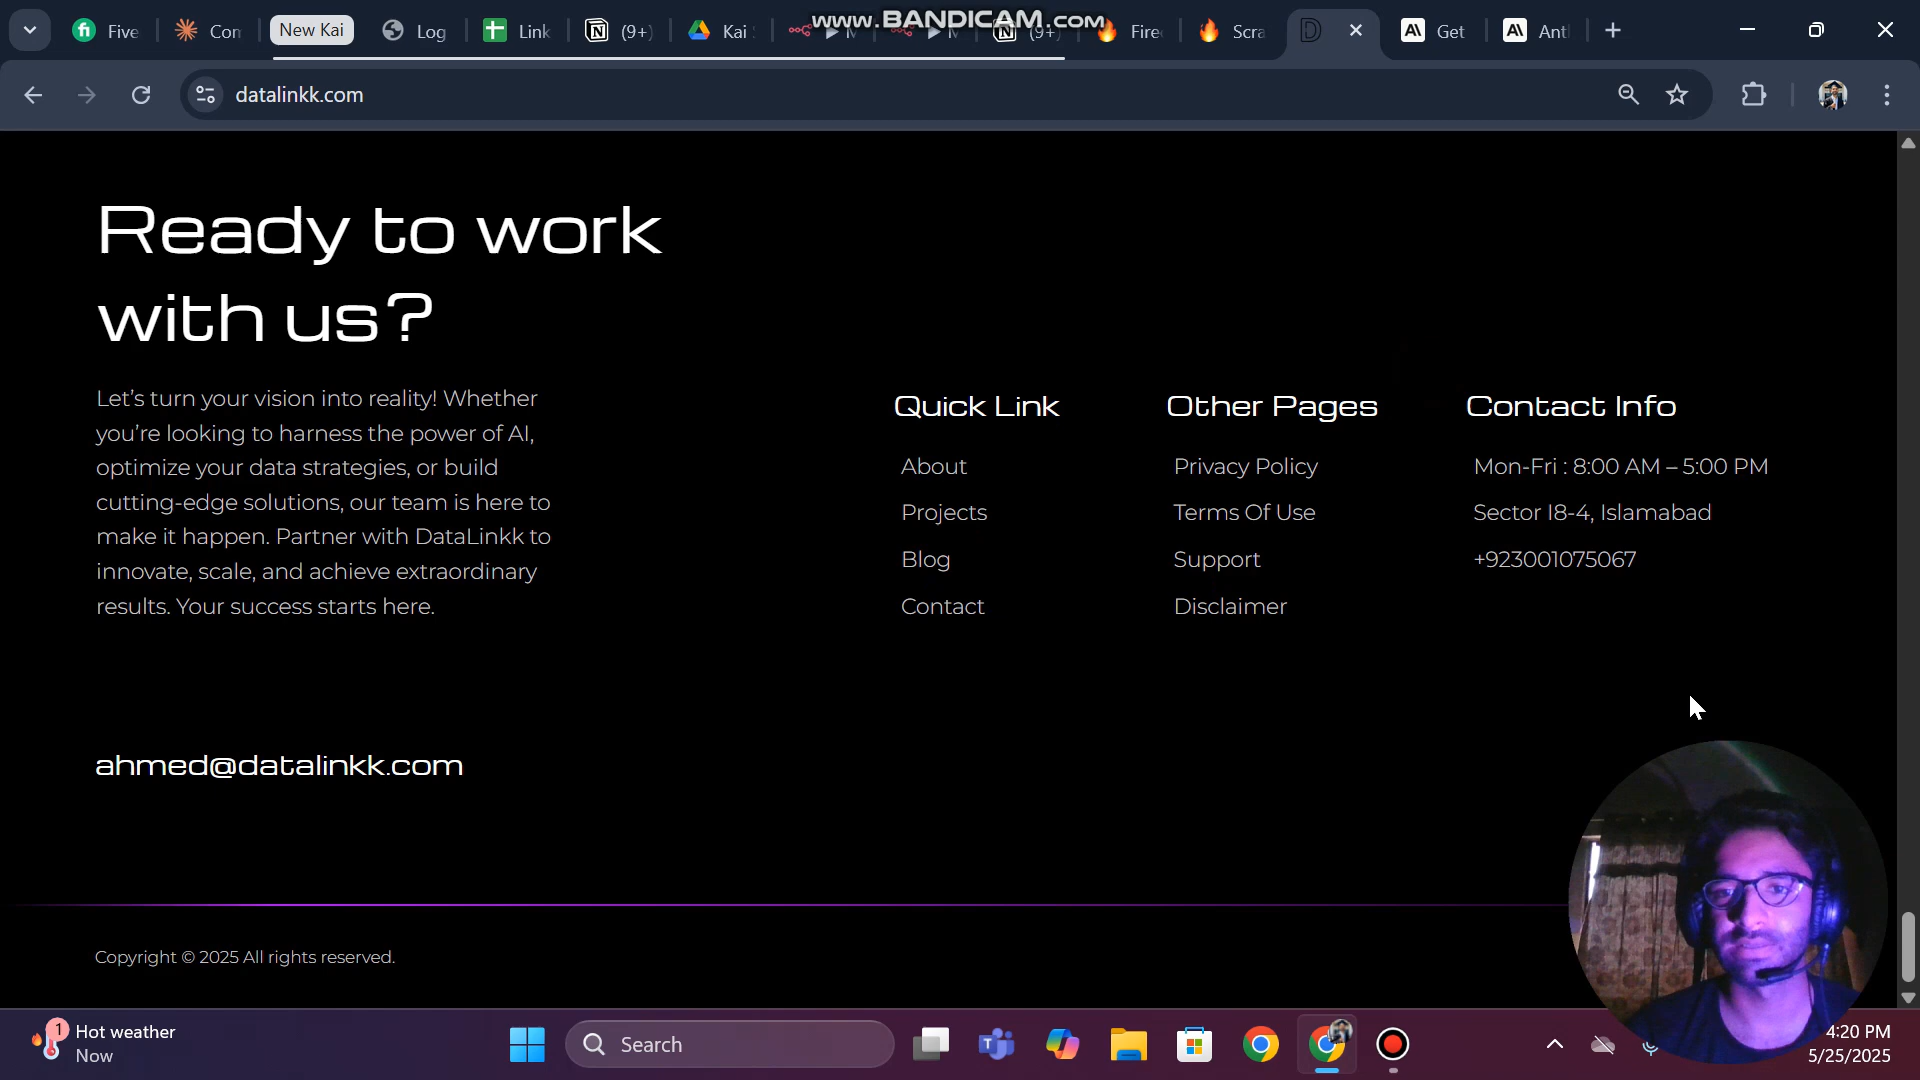 Five
Con
New Kai
Log
Link
(9+)
Kai
www.BANDICAM.com
(9+
Fire
Scra
Get
Ant
datalinkk.com
Ready to work
with us?
Let's turn your vision into reality! Whether
you're looking to harness the power of AI,
optimize your data strategies, or build
cutting-edge solutions, our team is here to
make it happen. Partner with DataLinkk to
innovate, scale, and achieve extraordinary
results. Your success starts here.
Quick Link
About
Projects
Blog
Contact
Other Pages
Privacy Policy
Terms Of Use
Support
Disclaimer
Contact Info
Mon-Fri : 8:00 AM – 5:00 PM
Sector I8-4, Islamabad
+923001075067
ahmed@datalinkk.com
Copyright © 2025 All rights reserved.
1
Hot weather
Now
Search
4:20 PM
5/25/2025